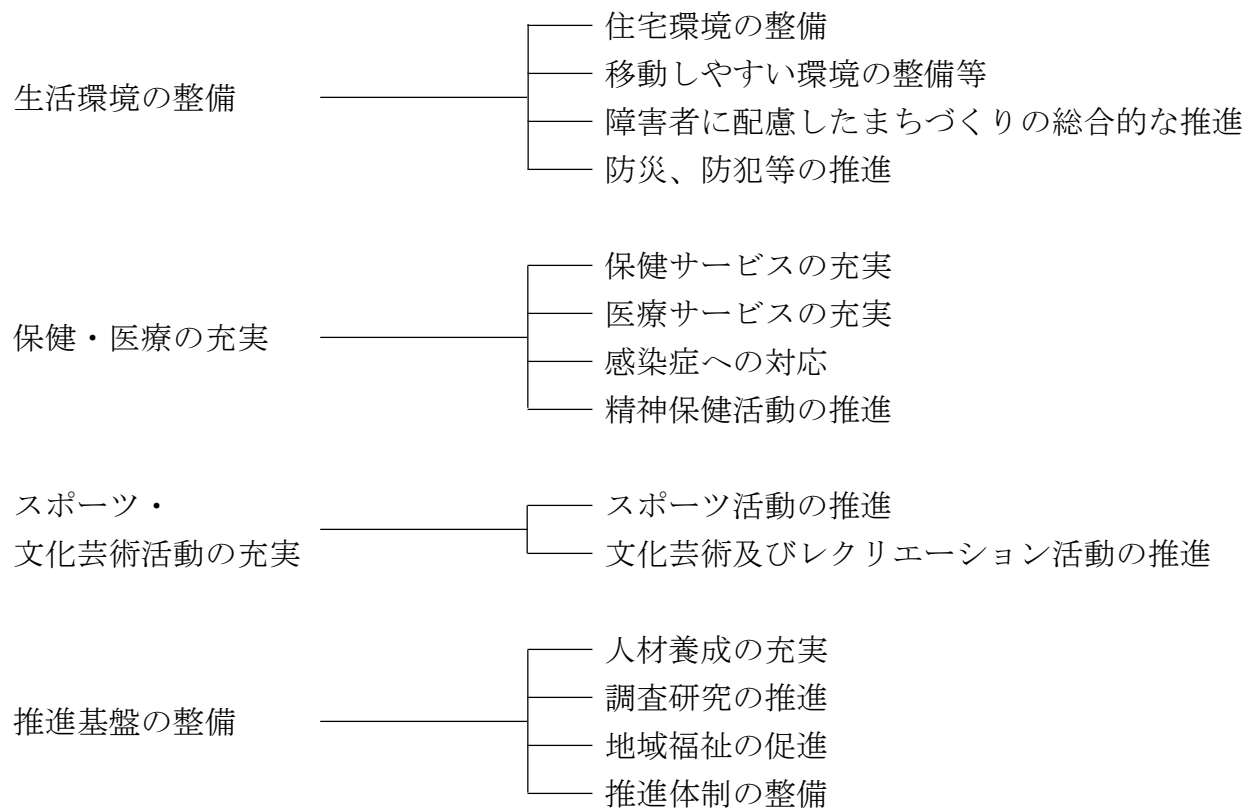 生活環境の整備
住宅環境の整備
移動しやすい環境の整備等
障害者に配慮したまちづくりの総合的な推進
防災、防犯等の推進
保健・医療の充実
保健サービスの充実
医療サービスの充実
感染症への対応
精神保健活動の推進
スポーツ・
文化芸術活動の充実
スポーツ活動の推進
文化芸術及びレクリエーション活動の推進
推進基盤の整備
人材養成の充実
調査研究の推進
地域福祉の促進
推進体制の整備